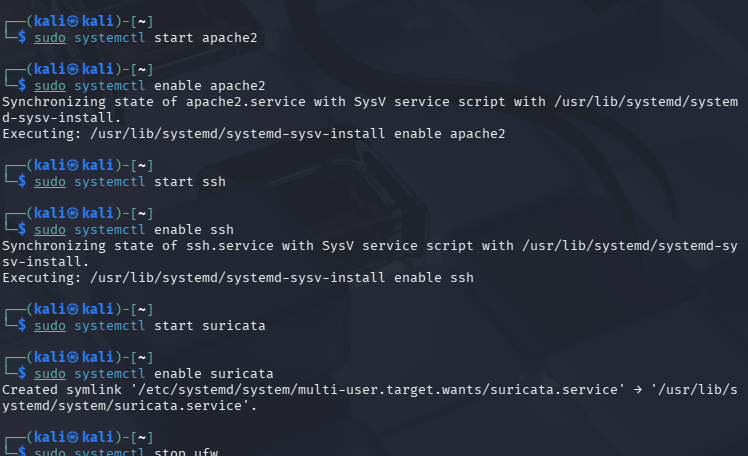 ┌──(kali㉿kali)-[~]
└─$ sudo systemctl start apache2
┌──(kali㉿kali)-[~]
└─$ sudo systemctl enable apache2
Synchronizing state of apache2.service with SysV service script with /usr/lib/systemd/system
d-sysv-install.
Executing: /usr/lib/systemd/systemd-sysv-install enable apache2
┌──(kali㉿kali)-[~]
└─$ sudo systemctl start ssh
┌──(kali㉿kali)-[~]
└─$ sudo systemctl enable ssh
Synchronizing state of ssh.service with SysV service script with /usr/lib/systemd/systemd-sy
sv-install.
Executing: /usr/lib/systemd/systemd-sysv-install enable ssh
┌──(kali㉿kali)-[~]
└─$ sudo systemctl start suricata
┌──(kali㉿kali)-[~]
└─$ sudo systemctl enable suricata
Created symlink '/etc/systemd/system/multi-user.target.wants/suricata.service' → '/usr/lib/s
ystemd/system/suricata.service'.
┌──(kali㉿kali)-[~]
└─$ sudo systemctl stop ufw